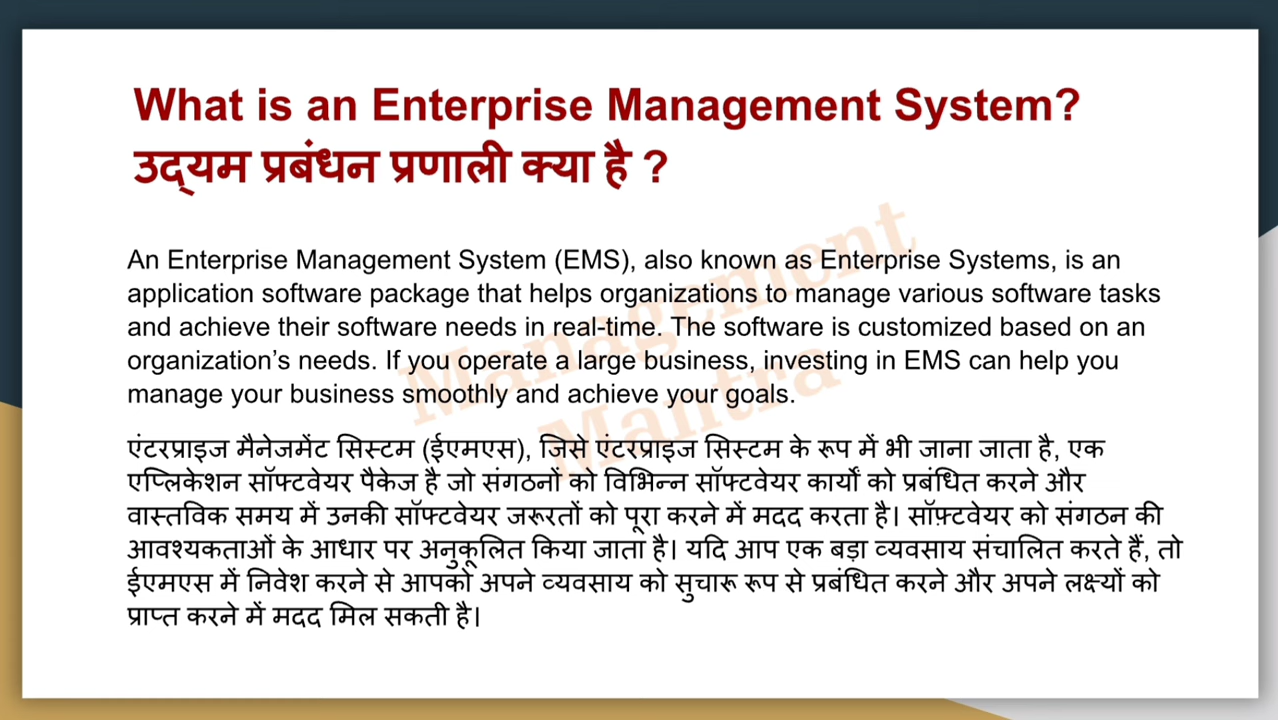 What is an Enterprise Management System?
उद्यम प्रबंधन प्रणाली क्या है ?
An Enterprise Management System (EMS), also known as Enterprise Systems, is an
application software package that helps organizations to manage various software tasks
and achieve their software needs in real-time. The software is customized based on an
organization’s needs. If you operate a large business, investing in EMS can help you
manage your business smoothly and achieve your goals.
एंटरप्राइज मैनेजमेंट सिस्टम (ईएमएस), जिसे एंटरप्राइज सिस्टम के रूप में भी जाना जाता है, एक
एप्लिकेशन सॉफ्टवेयर पैकेज है जो संगठनों को विभिन्न सॉफ्टवेयर कार्यों को प्रबंधित करने और
वास्तविक समय में उनकी सॉफ्टवेयर जरूरतों को पूरा करने में मदद करता है। सॉफ़्टवेयर को संगठन की
आवश्यकताओं के आधार पर अनुकूलित किया जाता है। यदि आप एक बड़ा व्यवसाय संचालित करते हैं, तो
ईएमएस में निवेश करने से आपको अपने व्यवसाय को सुचारू रूप से प्रबंधित करने और अपने लक्ष्यों को
प्राप्त करने में मदद मिल सकती है।
Management
Mantra